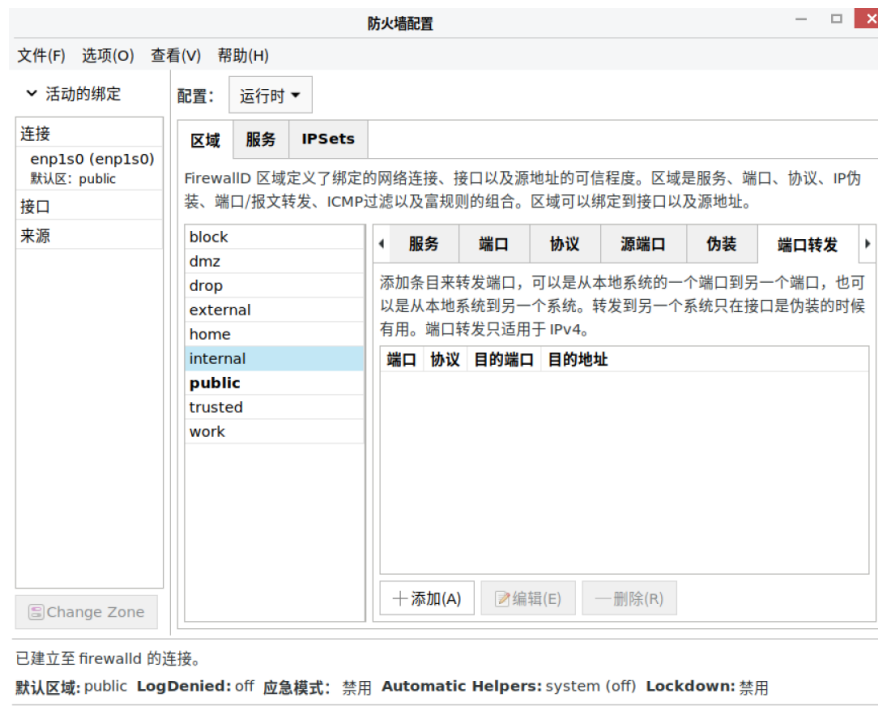 防火墙配置
文件(F) 选项(O) 查看(V) 帮助(H)
活动的绑定
连接
enp1s0 (enp1s0)
默认区：public
接口
来源
Change Zone
配置：
运行时
区域 服务 IPSets
FirewallD 区域定义了绑定的网络连接、接口以及源地址的可信程度。区域是服务、端口、协议、IP伪
装、端口/报文转发、ICMP过滤以及富规则的组合。区域可以绑定到接口以及源地址。
block
dmz
drop
external
home
internal
public
trusted
work
服务 端口 协议 源端口 伪装 端口转发
添加条目来转发端口，可以是从本地系统的一个端口到另一个端口，也可
以是从本地系统到另一个系统。转发到另一个系统只在接口是伪装的时候
有用。端口转发只适用于 IPv4。
端口 协议 目的端口 目的地址
添加(A) 编辑(E) 删除(R)
已建立至 firewalld 的连接。
默认区域: public LogDenied: off 应急模式： 禁用 Automatic Helpers: system (off) Lockdown: 禁用